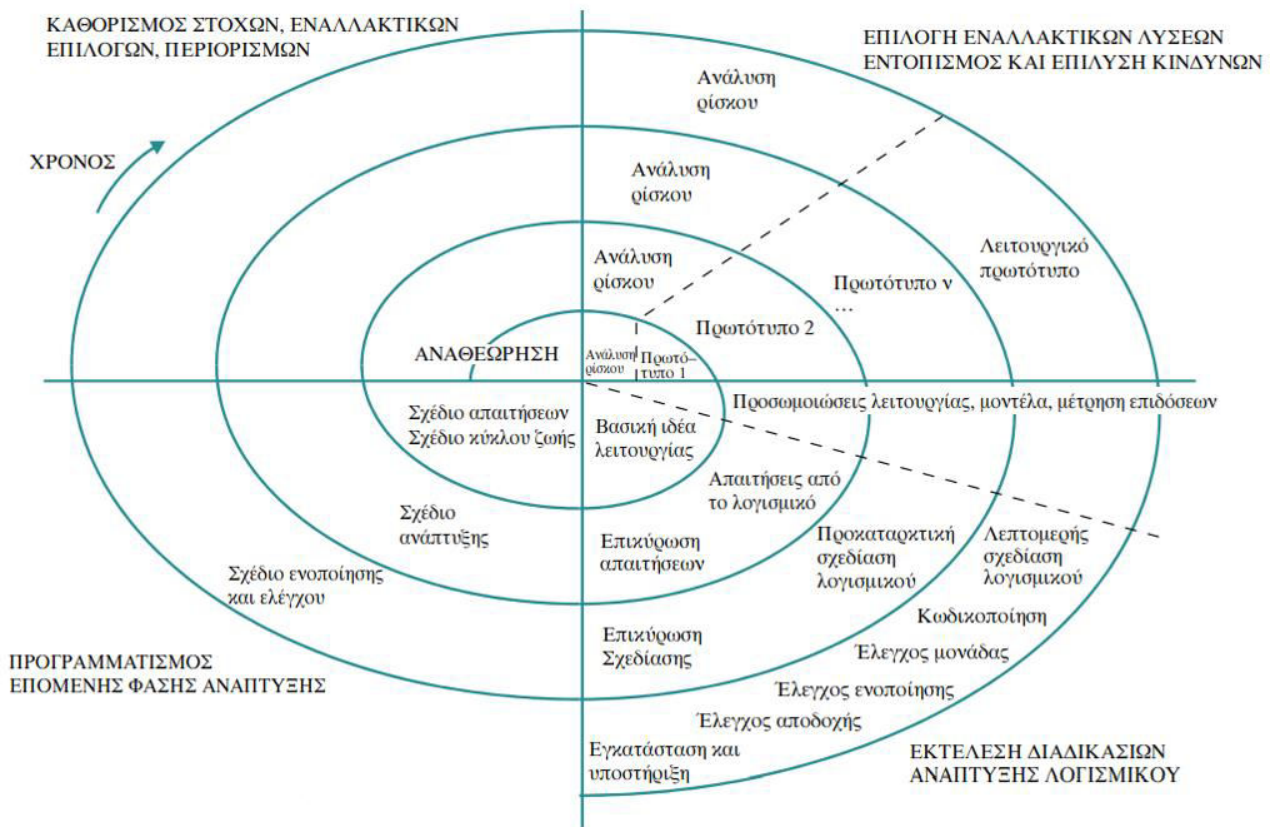 ΚΑΘΟΡΙΣΜΟΣ ΣΤΟΧΩΝ, ΕΝΑΛΛΑΚΤΙΚΩΝ
ΕΠΙΛΟΓΩΝ, ΠΕΡΙΟΡΙΣΜΩΝ
ΕΠΙΛΟΓΗ ΕΝΑΛΛΑΚΤΙΚΩΝ ΛΥΣΕΩΝ
ΕΝΤΟΠΙΣΜΟΣ ΚΑΙ ΕΠΙΛΥΣΗ ΚΙΝΔΥΝΩΝ
Ανάλυση
ρίσκου
ΧΡΟΝΟΣ
Ανάλυση
ρίσκου
Ανάλυση
ρίσκου
Λειτουργικό
πρωτότυπο
Πρωτότυπο ν
...
Πρωτότυπο 2
ΑΝΑΘΕΩΡΗΣΗ
Ανάλυση
ρίσκου
Πρωτό–
τυπο 1
Προσωμοιώσεις λειτουργίας, μοντέλα, μέτρηση επιδόσεων
Σχέδιο απαιτήσεων
Σχέδιο κύκλου ζωής
Βασική ιδέα
λειτουργίας
Απαιτήσεις από
το λογισμικό
Σχέδιο
ανάπτυξης
Επικύρωση
απαιτήσεων
Προκαταρκτική
σχεδίαση
λογισμικού
Λεπτομερής
σχεδίαση
λογισμικού
Σχέδιο ενοποίησης
και ελέγχου
Κωδικοποίηση
Επικύρωση
Σχεδίασης
Έλεγχος μονάδας
ΠΡΟΓΡΑΜΜΑΤΙΣΜΟΣ
ΕΠΟΜΕΝΗΣ ΦΑΣΗΣ ΑΝΑΠΤΥΞΗΣ
Έλεγχος ενοποίησης
Έλεγχος αποδοχής
Εγκατάσταση και
υποστήριξη
ΕΚΤΕΛΕΣΗ ΔΙΑΔΙΚΑΣΙΩΝ
ΑΝΑΠΤΥΞΗΣ ΛΟΓΙΣΜΙΚΟΥ